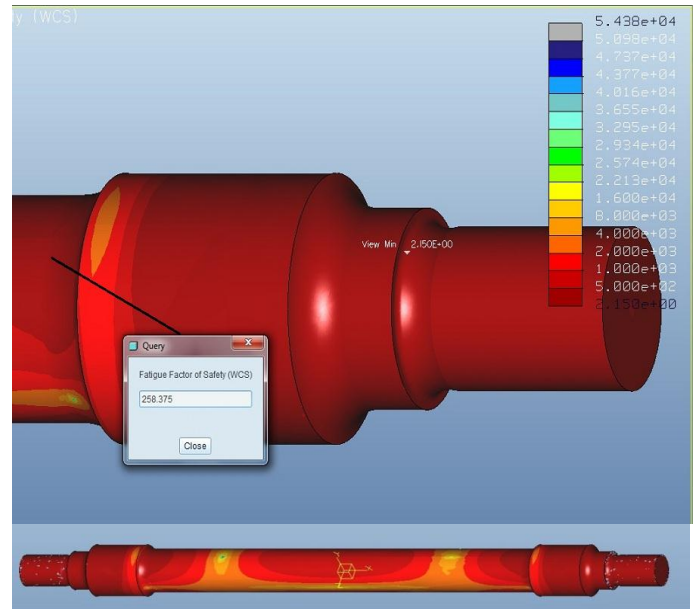 y (WCS)
5.438e+04
5.098e+04
4.737e+04
4.377e+04
4.016e+04
3.655e+04
3.295e+04
2.934e+04
2.574e+04
2.213e+04
1.600e+04
8.000e+03
4.000e+03
2.000e+03
1.000e+03
5.000e+02
2.150e+00
View Min 2.150E+00
Query
Fatigue Factor of Safety (WCS)
258.375
Close